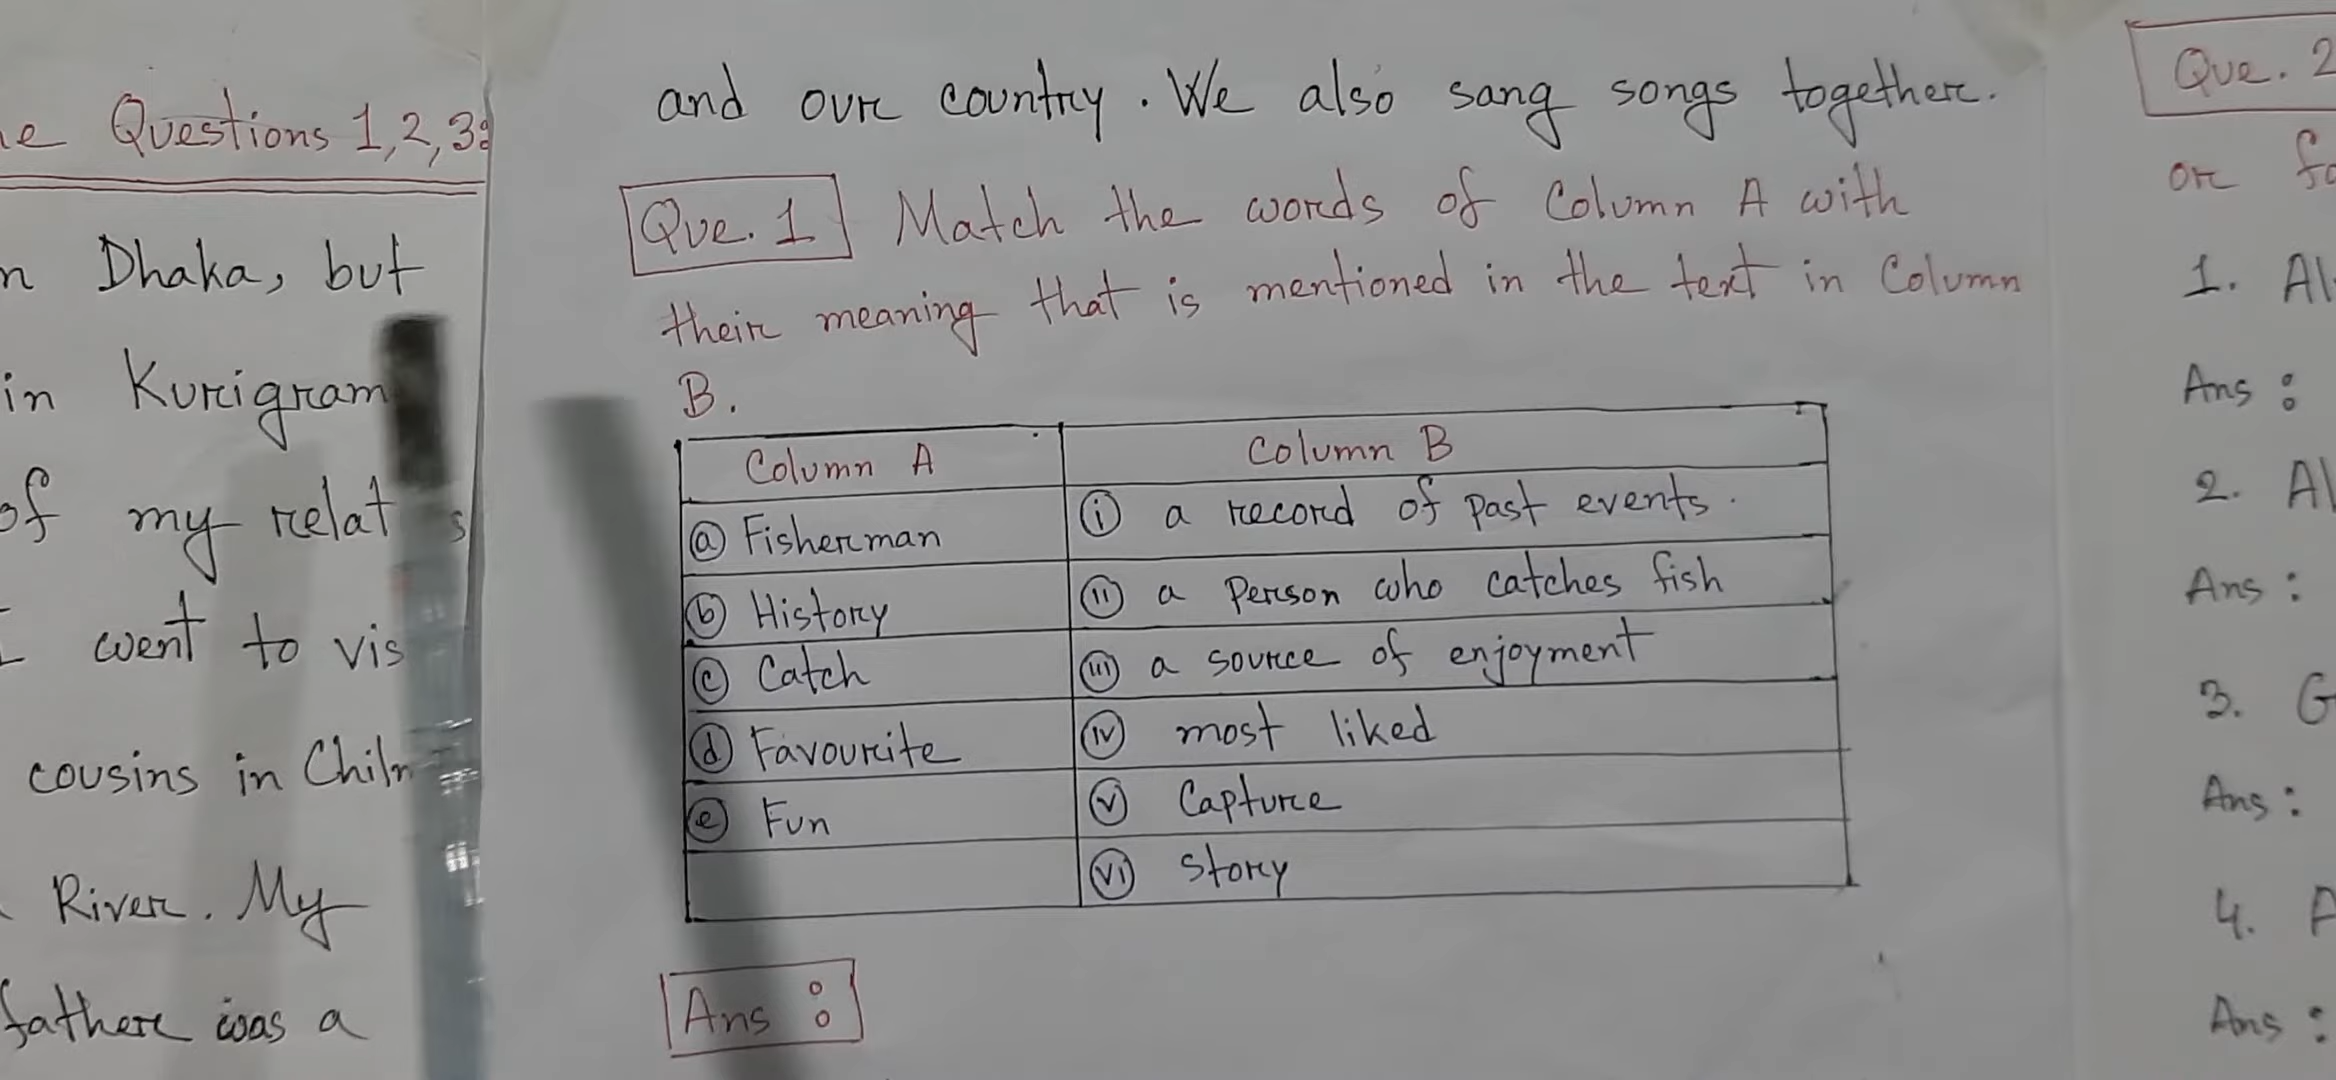 e Questions 1,2,3:
n Dhaka, but
in Kurigram
of my relat s
I went to vis
cousins in Chilm
River. My
father was a
and our country. We also sang songs together.
Que. 1 Match the words of Column A with
their meaning that is mentioned in the text in Column
B.
Column A Column B
(a) Fisherman (i) a record of past events.
(b) History (ii) a person who catches fish
(c) Catch (iii) a source of enjoyment
(d) Favourite (iv) most liked
(e) Fun (v) Capture
(vi) story
Ans :
Que. 2
or fa
1. Al
Ans :
2. Al
Ans :
3. G
Ans :
4. A
Ans :